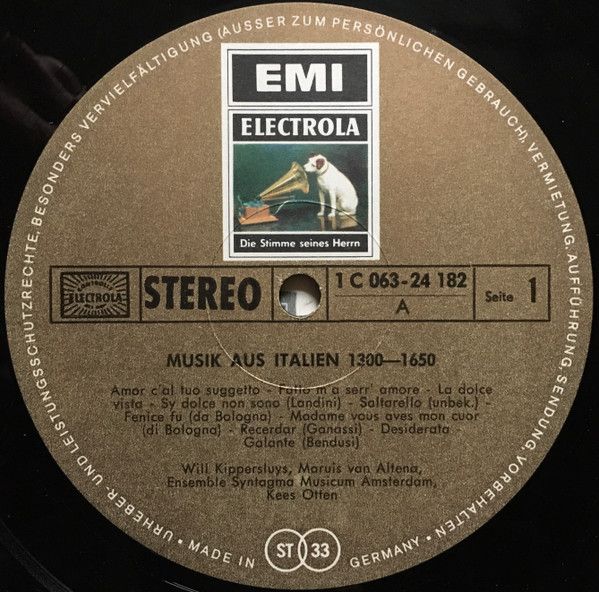 URHEBER- UND LEISTUNGSSCHUTZRECHTE, BESONDERS VERVIELFÄLTIGUNG (AUSSER ZUM PERSÖNLICHEN GEBRAUCH), VERMIETUNG, AUFFÜHRUNG, SENDUNG, VORBEHALTEN
EMI
ELECTROLA
Die Stimme seines Herrn
ELECTROLA
STEREO
1 C 063-24 182
A
Seite 1
MUSIK AUS ITALIEN 1300—1650
Amor c'al tuo suggetto - Fatto m'a serr' amore - La dolce
vista - Sy dolce non sono (Landini) - Saltarello (unbek.) -
Fenice fu (da Bologna) - Madame vous aves mon cuor
(di Bologna) - Recerdar (Ganassi) - Desiderata -
Galante (Bendusi)
Will Kippersluys, Maruis van Altena,
Ensemble Syntagma Musicum Amsterdam,
Kees Otten
• MADE IN GERMANY •
ST 33